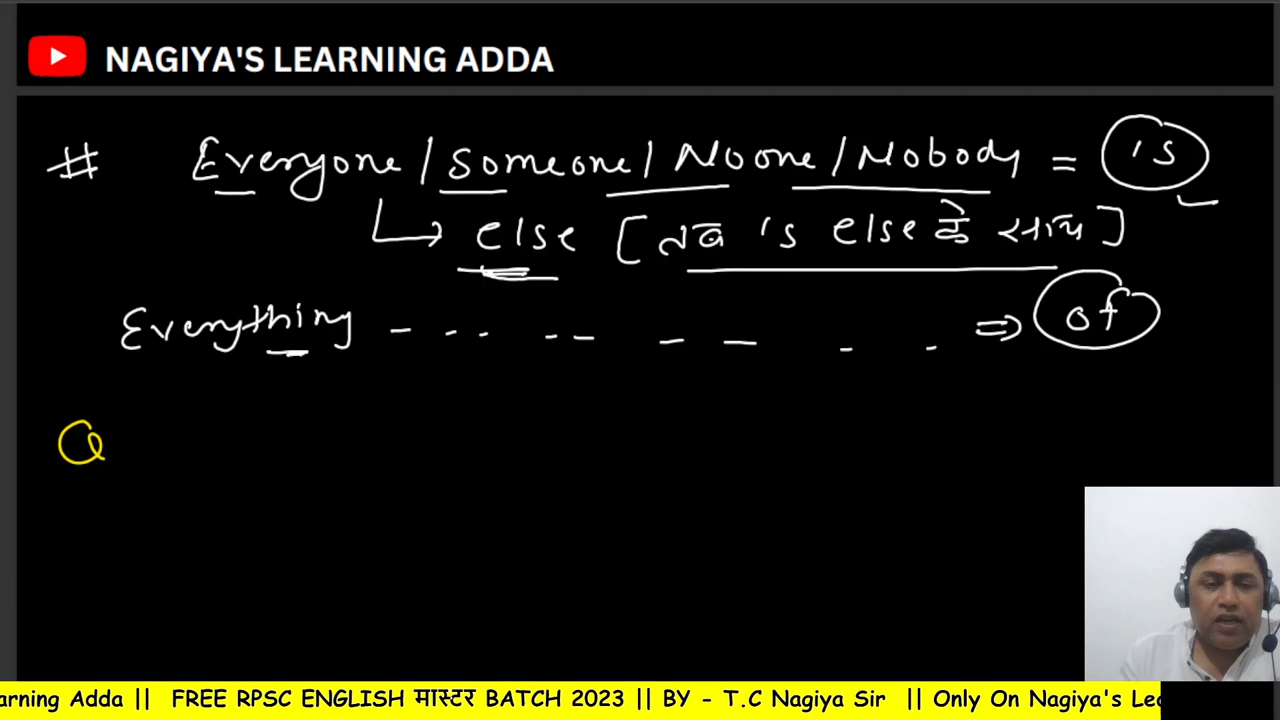 NAGIYA'S LEARNING ADDA
# Everyone / Someone / Noone / Nobody = 's
else [तब 's else के साथ]
Everything - - - - - - - - - ⇒ of
Q
arning Adda || FREE RPSC ENGLISH मास्टर BATCH 2023 || BY - T.C Nagiya Sir || Only On Nagiya's Lea